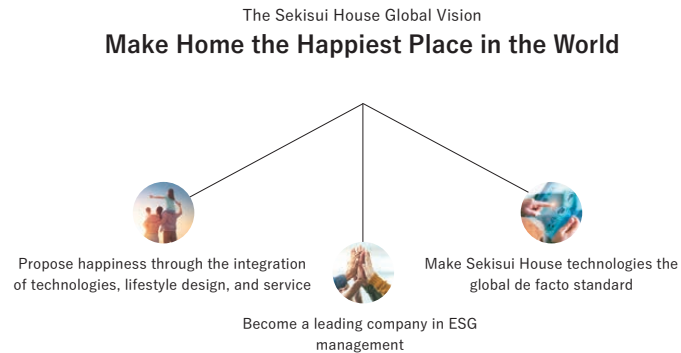 The Sekisui House Global Vision
Make Home the Happiest Place in the World
Propose happiness through the integration
of technologies, lifestyle design, and service
Make Sekisui House technologies the
global de facto standard
Become a leading company in ESG
management